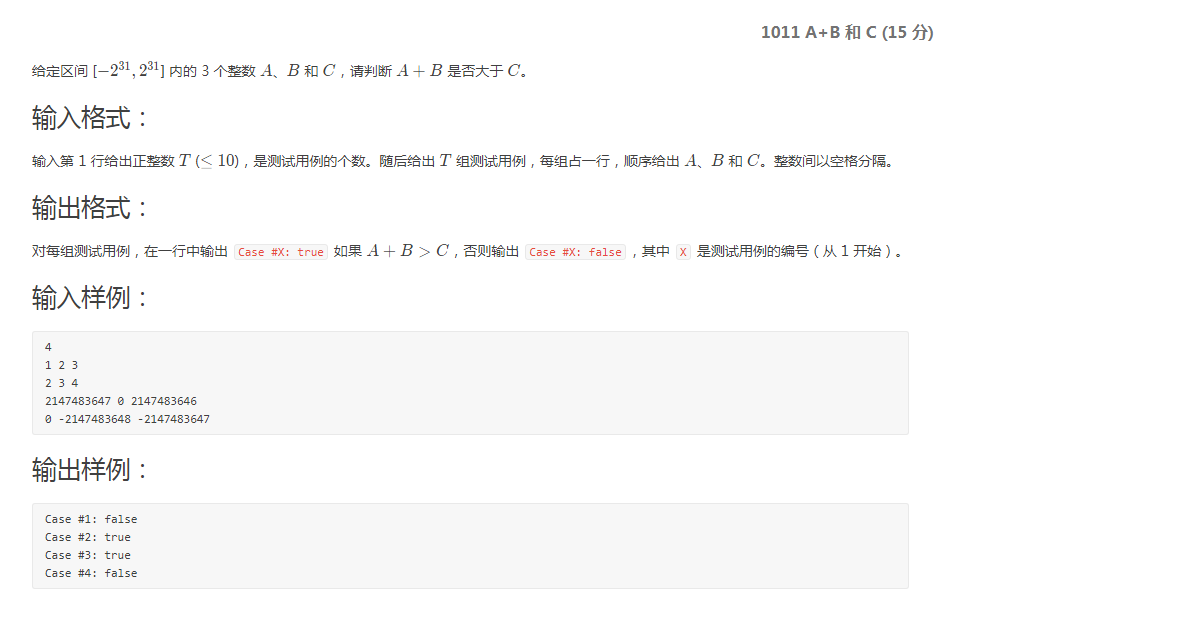 1011 A+B 和 C (15 分)
给定区间 [−2³¹, 2³¹] 内的 3 个整数 A、B 和 C，请判断 A + B 是否大于 C。
输入格式：
输入第 1 行给出正整数 T (≤ 10)，是测试用例的个数。随后给出 T 组测试用例，每组占一行，顺序给出 A、B 和 C。整数间以空格分隔。
输出格式：
对每组测试用例，在一行中输出 Case #X: true 如果 A + B > C，否则输出 Case #X: false ，其中 X 是测试用例的编号（从 1 开始）。
输入样例：
4
1 2 3
2 3 4
2147483647 0 2147483646
0 -2147483648 -2147483647
输出样例：
Case #1: false
Case #2: true
Case #3: true
Case #4: false